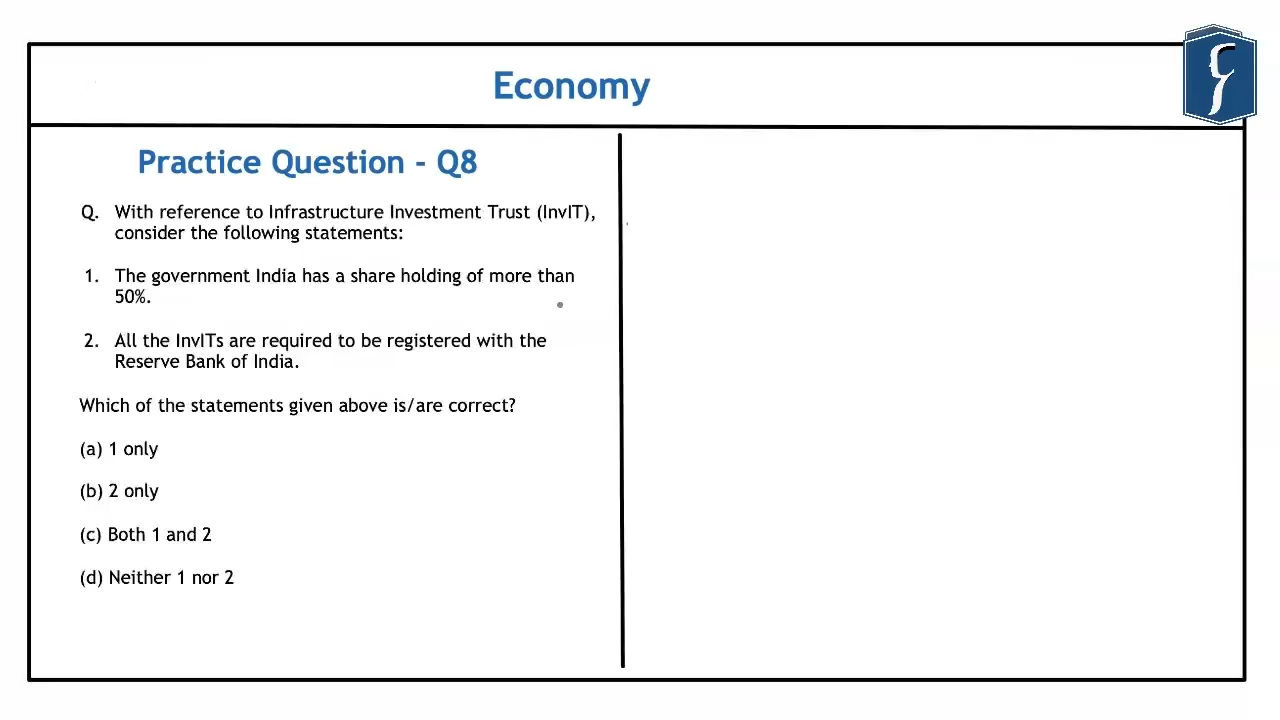 Economy
Practice Question - Q8
Q. With reference to Infrastructure Investment Trust (InvIT),
consider the following statements:
1. The government India has a share holding of more than
50%.
2. All the InvITs are required to be registered with the
Reserve Bank of India.
Which of the statements given above is/are correct?
(a) 1 only
(b) 2 only
(c) Both 1 and 2
(d) Neither 1 nor 2